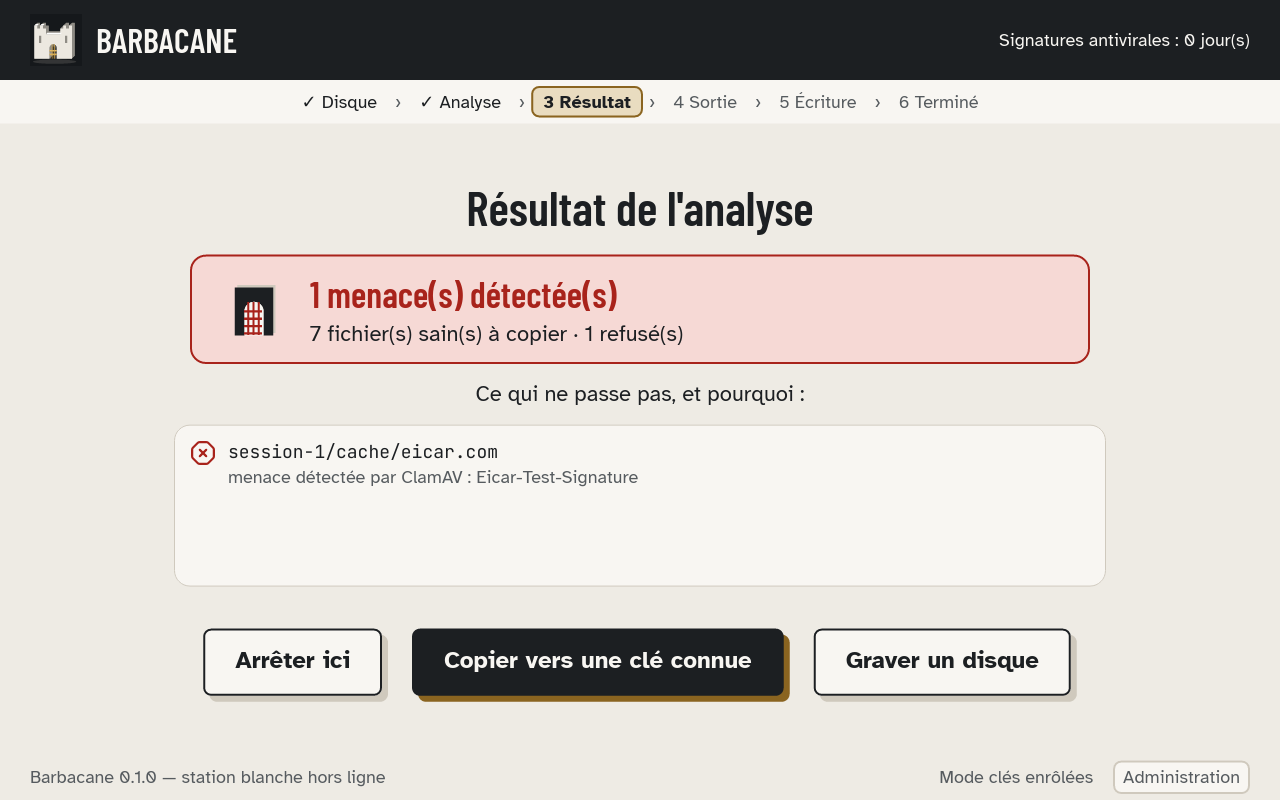 BARBACANE
Signatures antivirales : 0 jour(s)
✓ Disque › ✓ Analyse › 3 Résultat › 4 Sortie › 5 Écriture › 6 Terminé
Résultat de l'analyse
1 menace(s) détectée(s)
7 fichier(s) sain(s) à copier · 1 refusé(s)
Ce qui ne passe pas, et pourquoi :
session-1/cache/eicar.com
menace détectée par ClamAV : Eicar-Test-Signature
Arrêter ici
Copier vers une clé connue
Graver un disque
Barbacane 0.1.0 — station blanche hors ligne
Mode clés enrôlées
Administration